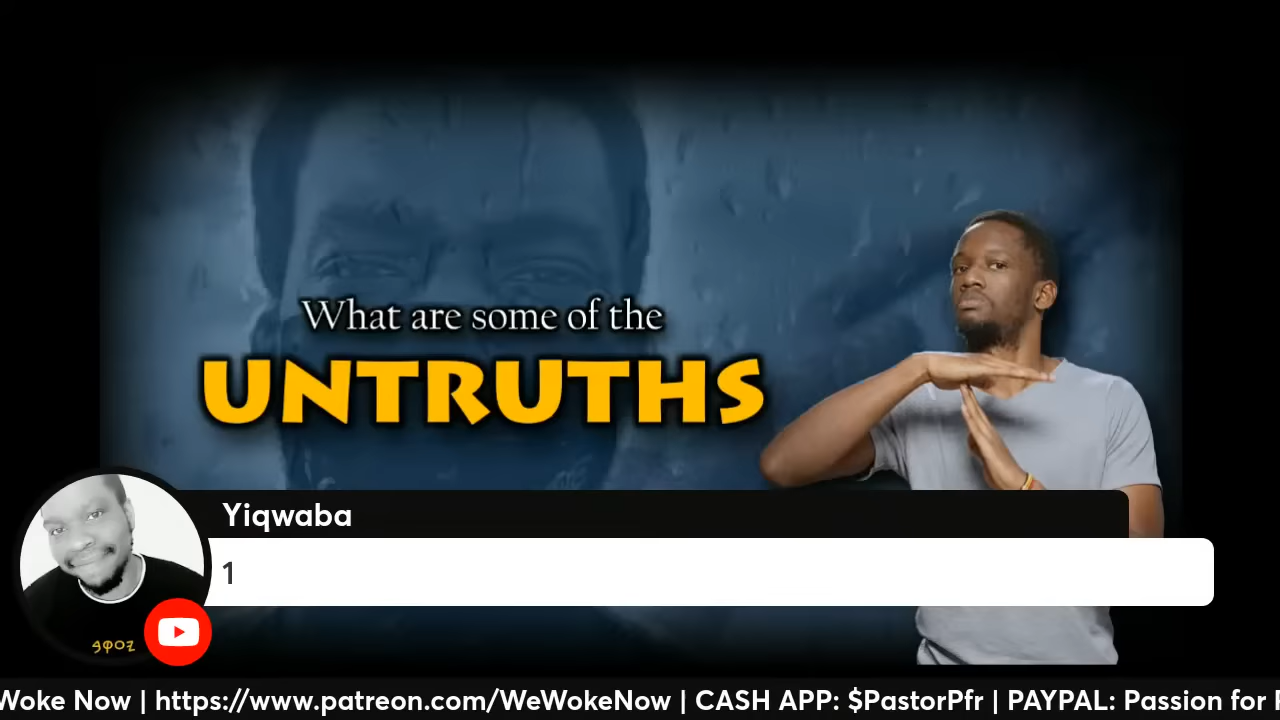 What are some of the
UNTRUTHS
Yiqwaba
1
Woke Now | https://www.patreon.com/WeWokeNow | CASH APP: $PastorPfr | PAYPAL: Passion for